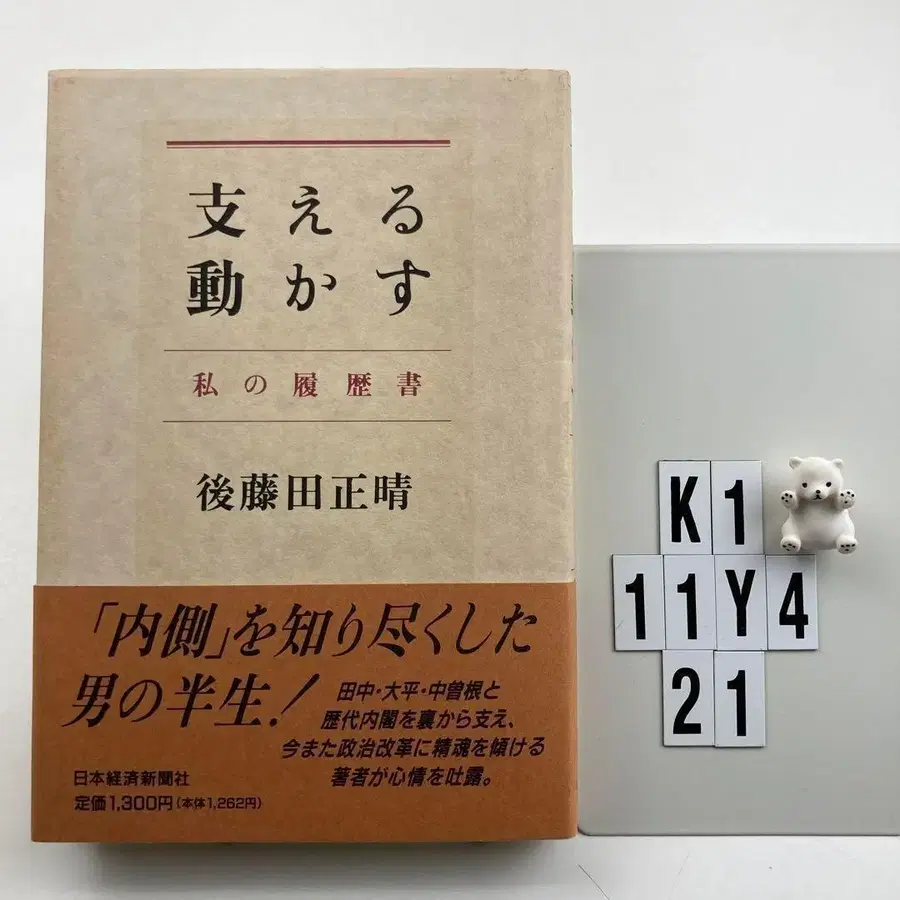 支える
動かす
私の履歴書
後藤田正晴
「内側」を知り尽くした
男の半生!
田中・大平・中曽根と
歴代内閣を裏から支え、
今また政治改革に精魂を傾ける
著者が心情を吐露。
日本経済新聞社
定価1,300円(本体1,262円)
K1
11Y4
21